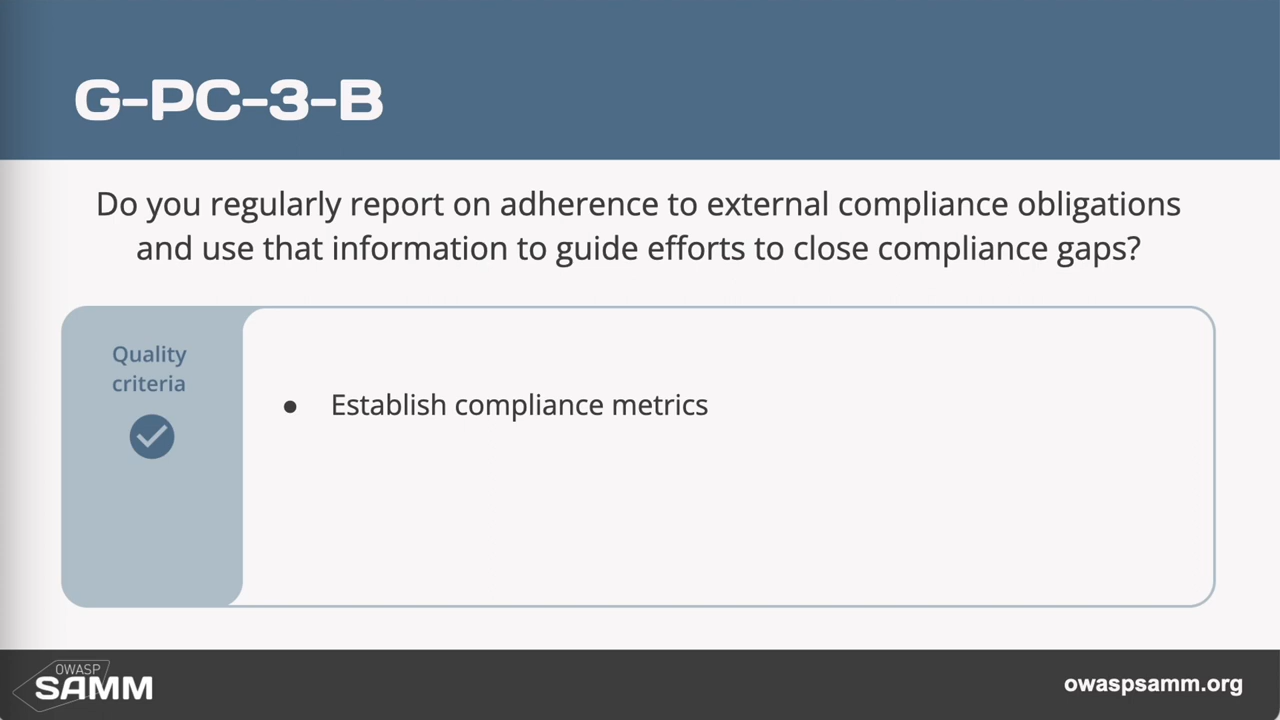 G-PC-3-B
Do you regularly report on adherence to external compliance obligations
and use that information to guide efforts to close compliance gaps?
Quality
criteria
● Establish compliance metrics
OWASP
SAMM
owaspsamm.org